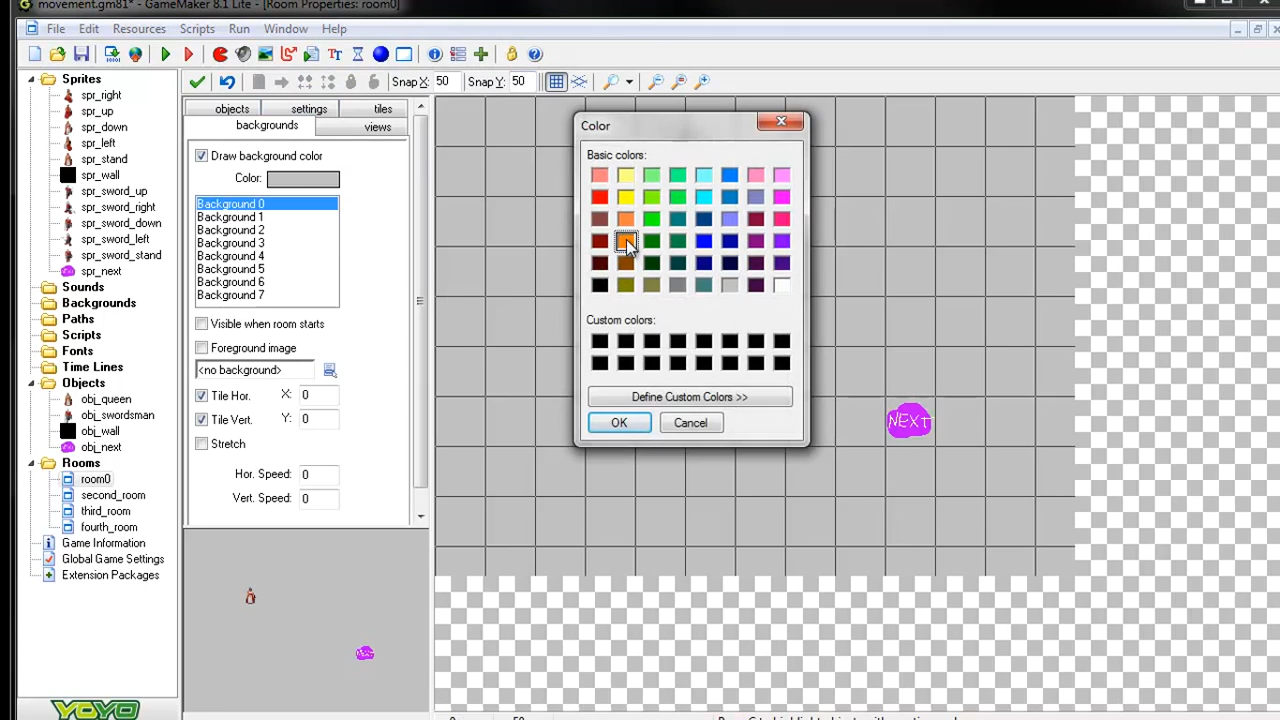 movement.gm81* - GameMaker 8.1 Lite - [Room Properties: room0]
File Edit Resources Scripts Run Window Help
Snap X: 50 Snap Y: 50
Sprites
spr_right
spr_up
spr_down
spr_left
spr_stand
spr_wall
spr_sword_up
spr_sword_right
spr_sword_down
spr_sword_left
spr_sword_stand
spr_next
Sounds
Backgrounds
Paths
Scripts
Fonts
Time Lines
Objects
obj_queen
obj_swordsman
obj_wall
obj_next
Rooms
room0
second_room
third_room
fourth_room
Game Information
Global Game Settings
Extension Packages
YOYO
objects settings tiles
backgrounds views
Draw background color
Color:
Background 0
Background 1
Background 2
Background 3
Background 4
Background 5
Background 6
Background 7
Visible when room starts
Foreground image
<no background>
Tile Hor. X: 0
Tile Vert. Y: 0
Stretch
Hor. Speed: 0
Vert. Speed: 0
Color
Basic colors:
Custom colors:
Define Custom Colors >>
OK Cancel
NEXT